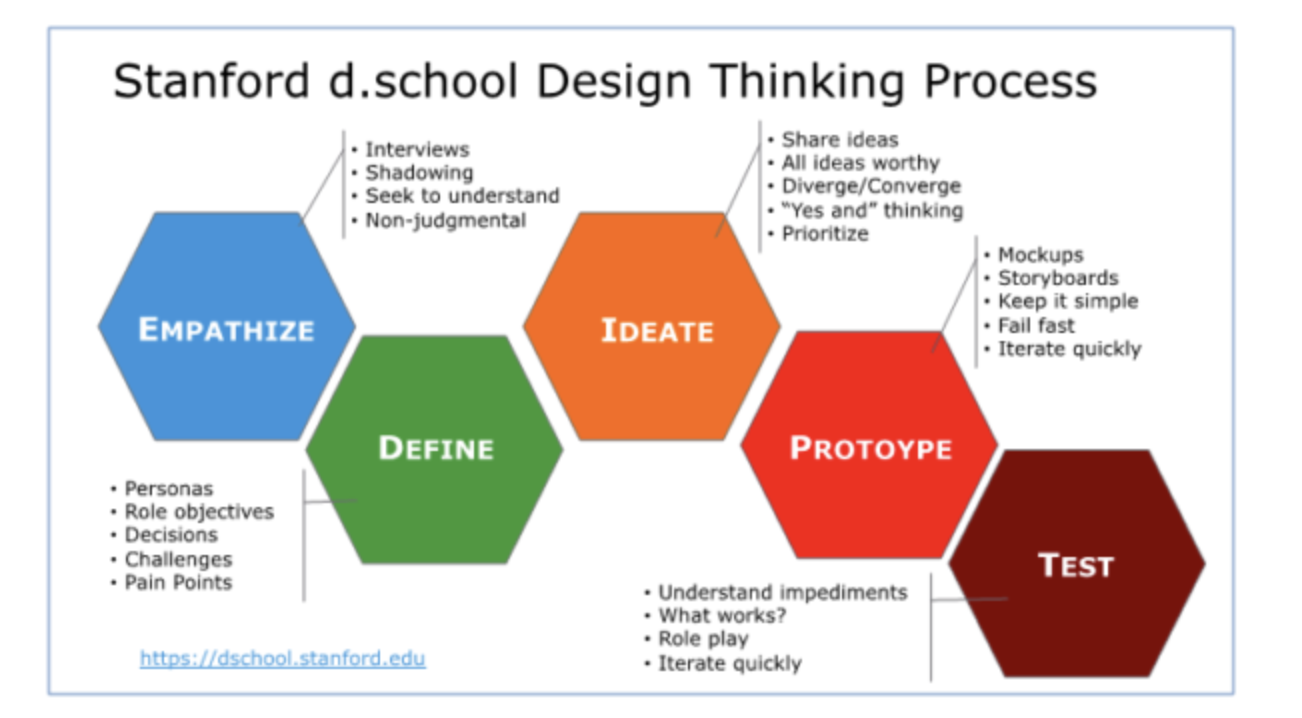 Stanford d.school Design Thinking Process
• Interviews
• Shadowing
• Seek to understand
• Non-judgmental
• Share ideas
• All ideas worthy
• Diverge/Converge
• “Yes and” thinking
• Prioritize
• Mockups
• Storyboards
• Keep it simple
• Fail fast
• Iterate quickly
EMPATHIZE
IDEATE
DEFINE
PROTOYPE
TEST
• Personas
• Role objectives
• Decisions
• Challenges
• Pain Points
• Understand impediments
• What works?
• Role play
• Iterate quickly
https://dschool.stanford.edu